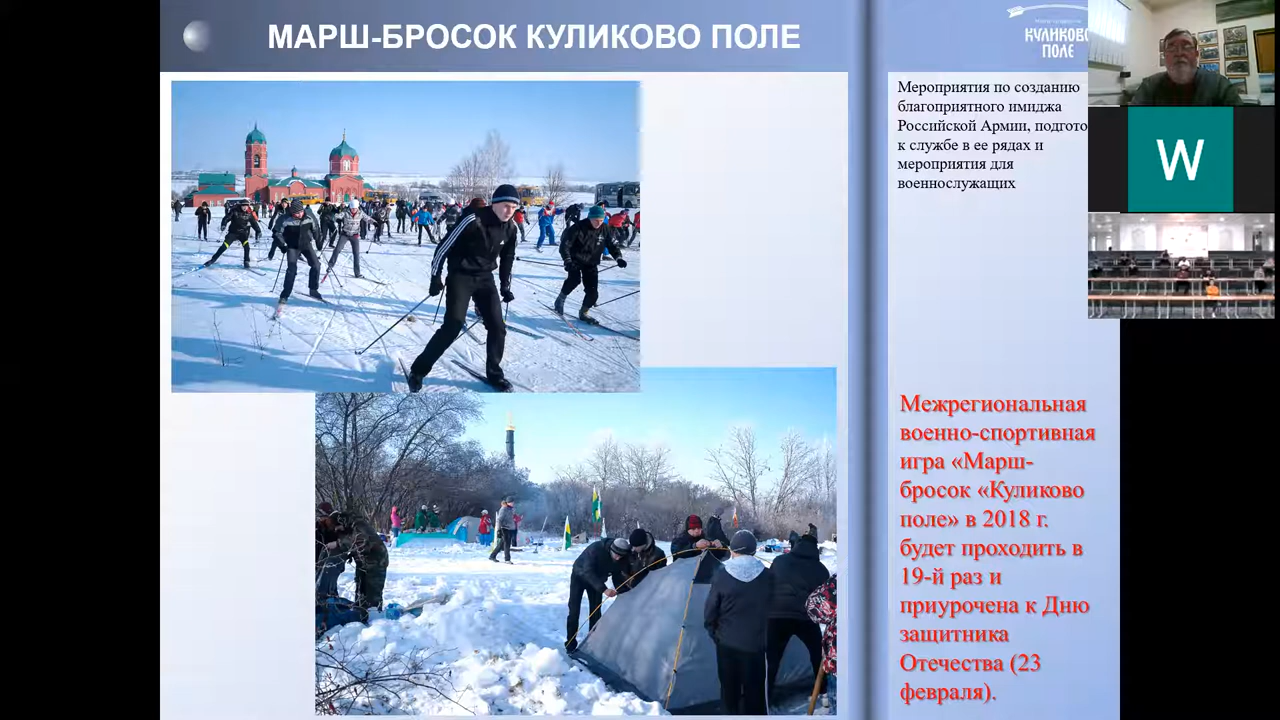 МАРШ-БРОСОК КУЛИКОВО ПОЛЕ
КУЛИКОВО
ПОЛЕ
Мероприятия по созданию
благоприятного имиджа
Российской Армии, подгото
к службе в ее рядах и
мероприятия для
военнослужащих
W
Межрегиональная
военно-спортивная
игра «Марш-
бросок «Куликово
поле» в 2018 г.
будет проходить в
19-й раз и
приурочена к Дню
защитника
Отечества (23
февраля).